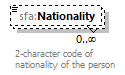 sfa:Nationality
0..∞
2-character code of
nationality of the person